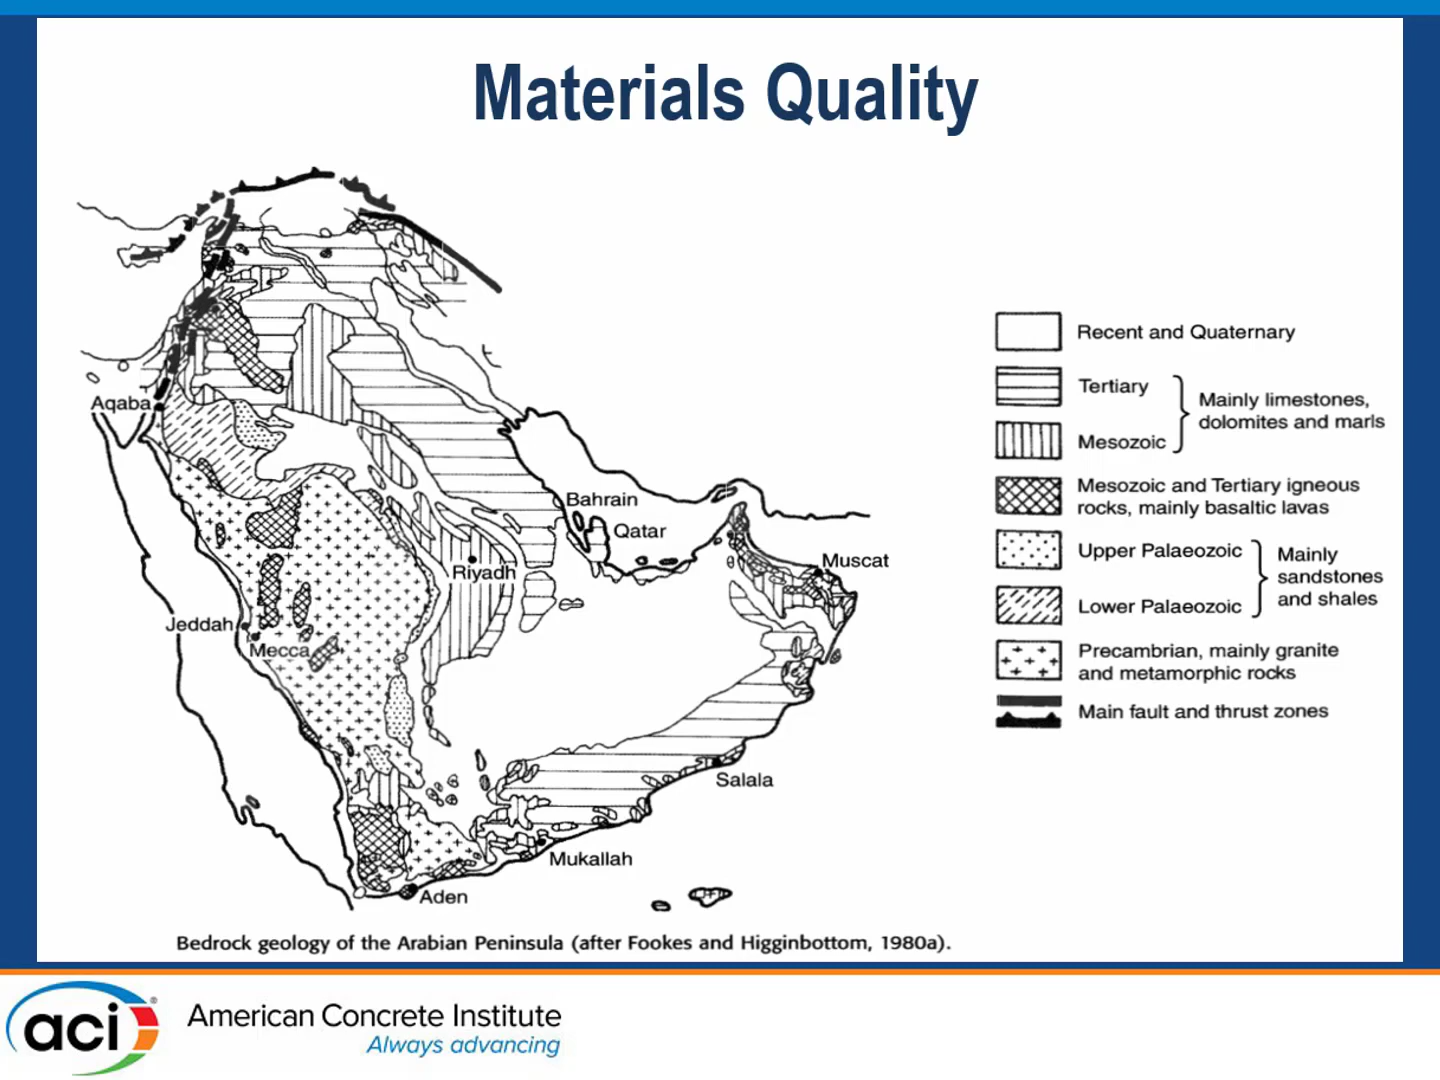 Materials Quality
Aqaba
Bahrain
Qatar
Riyadh
Muscat
Jeddah
Mecca
Salala
Mukallah
Aden
Recent and Quaternary
Tertiary
Mesozoic
Mainly limestones,
dolomites and marls
Mesozoic and Tertiary igneous
rocks, mainly basaltic lavas
Upper Palaeozoic
Lower Palaeozoic
Mainly
sandstones
and shales
Precambrian, mainly granite
and metamorphic rocks
Main fault and thrust zones
Bedrock geology of the Arabian Peninsula (after Fookes and Higginbottom, 1980a).
aci®
American Concrete Institute
Always advancing